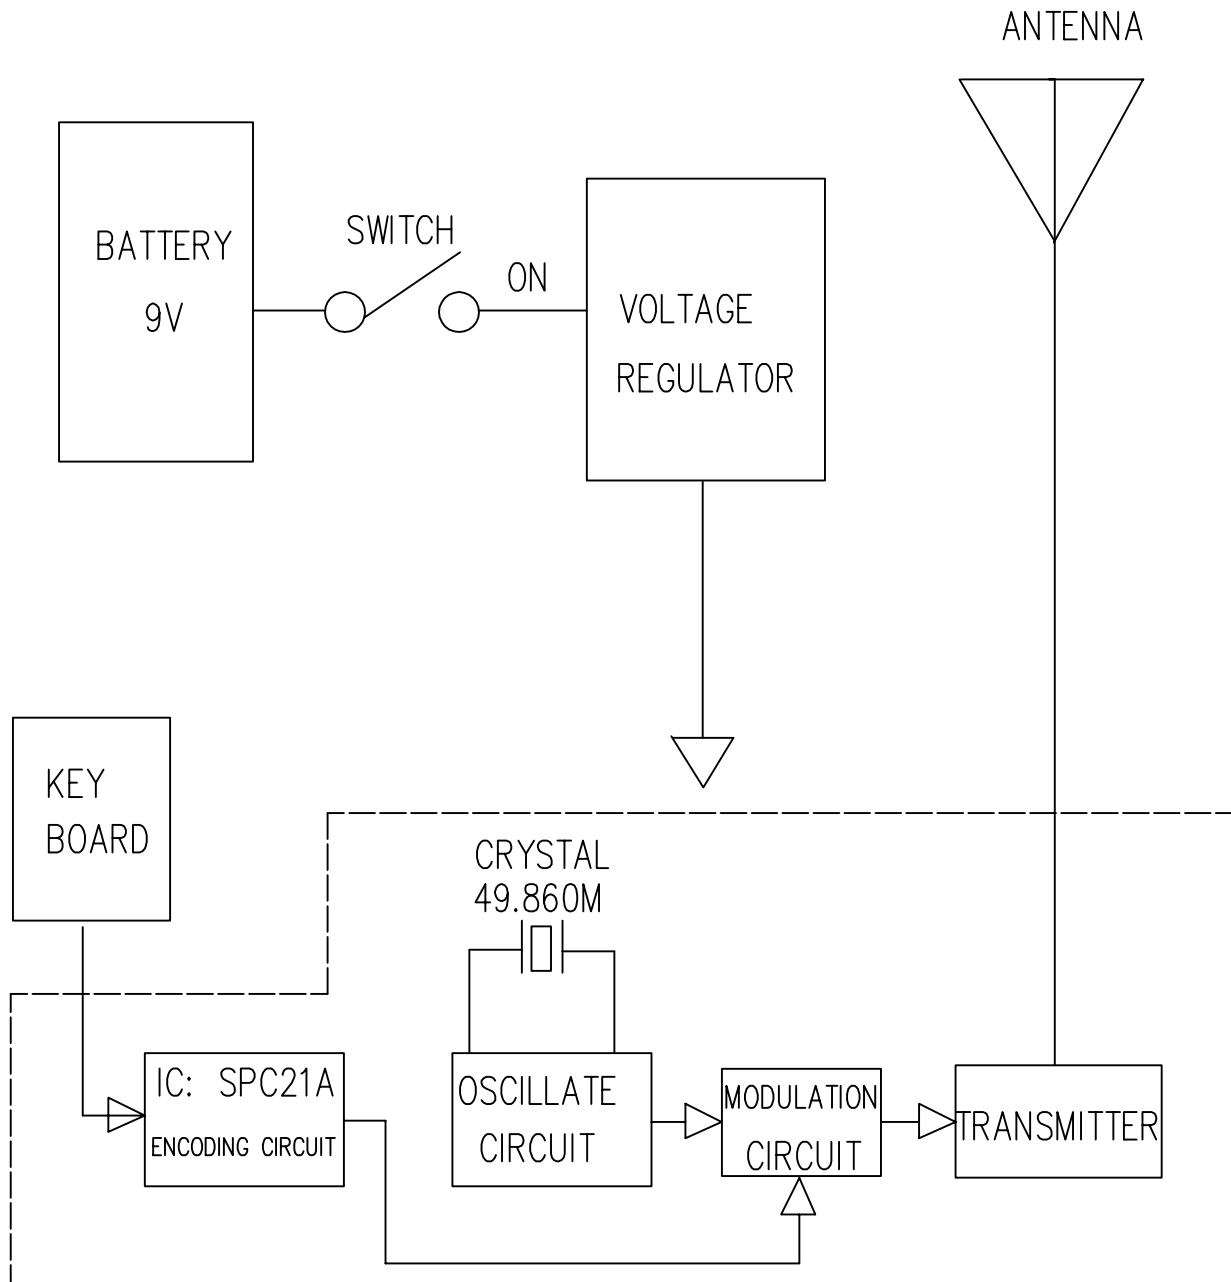 ANTENNA
BATTERY
9V
SWITCH
ON
VOLTAGE
REGULATOR
KEY
BOARD
CRYSTAL
49.860M
IC: SPC21A
ENCODING CIRCUIT
OSCILLATE
CIRCUIT
MODULATION
CIRCUIT
TRANSMITTER